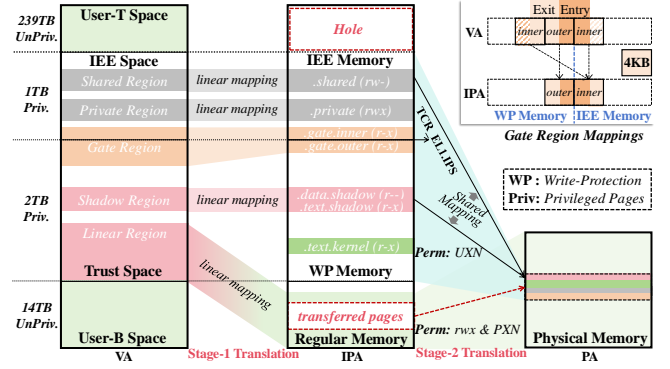 239TB
UnPriv.
1TB
Priv.
2TB
Priv.
14TB
UnPriv.
User-T Space
IEE Space
Shared Region
Private Region
Gate Region
Shadow Region
Linear Region
Trust Space
User-B Space
VA
linear mapping
linear mapping
linear mapping
linear mapping
Stage-1 Translation
Hole
IEE Memory
.shared (rw-)
.private (rwx)
.gate.inner (r-x)
.gate.outer (r-x)
.data.shadow (r--)
.text.shadow (r-x)
.text.kernel (r-x)
WP Memory
transferred pages
Regular Memory
IPA
TCR_EL1.IPS
Shared
Mapping
Perm: UXN
Perm: rwx & PXN
Stage-2 Translation
Physical Memory
PA
Exit Entry
VA
inner outer inner
4KB
IPA
outer inner
WP Memory IEE Memory
Gate Region Mappings
WP : Write-Protection
Priv: Privileged Pages